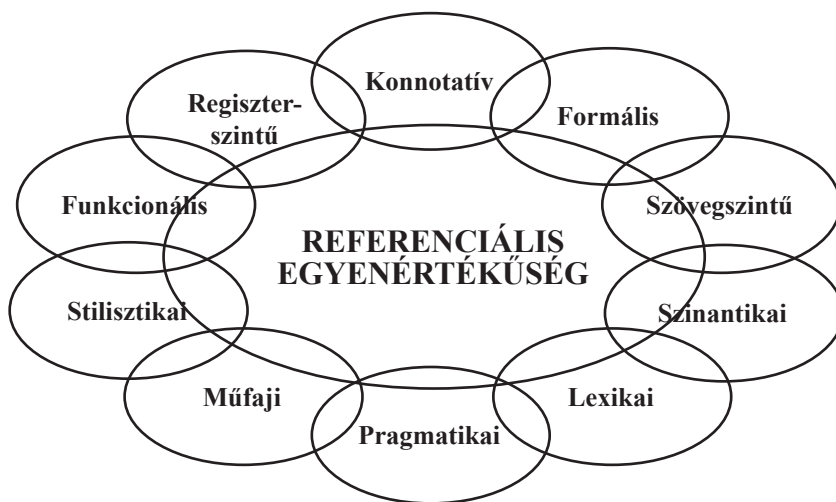 Konnotatív
Regiszter-
szintű
Formális
Funkcionális
Szövegszintű
REFERENCIÁLIS
EGYENÉRTÉKŰSÉG
Stilisztikai
Szinantikai
Műfaji
Lexikai
Pragmatikai